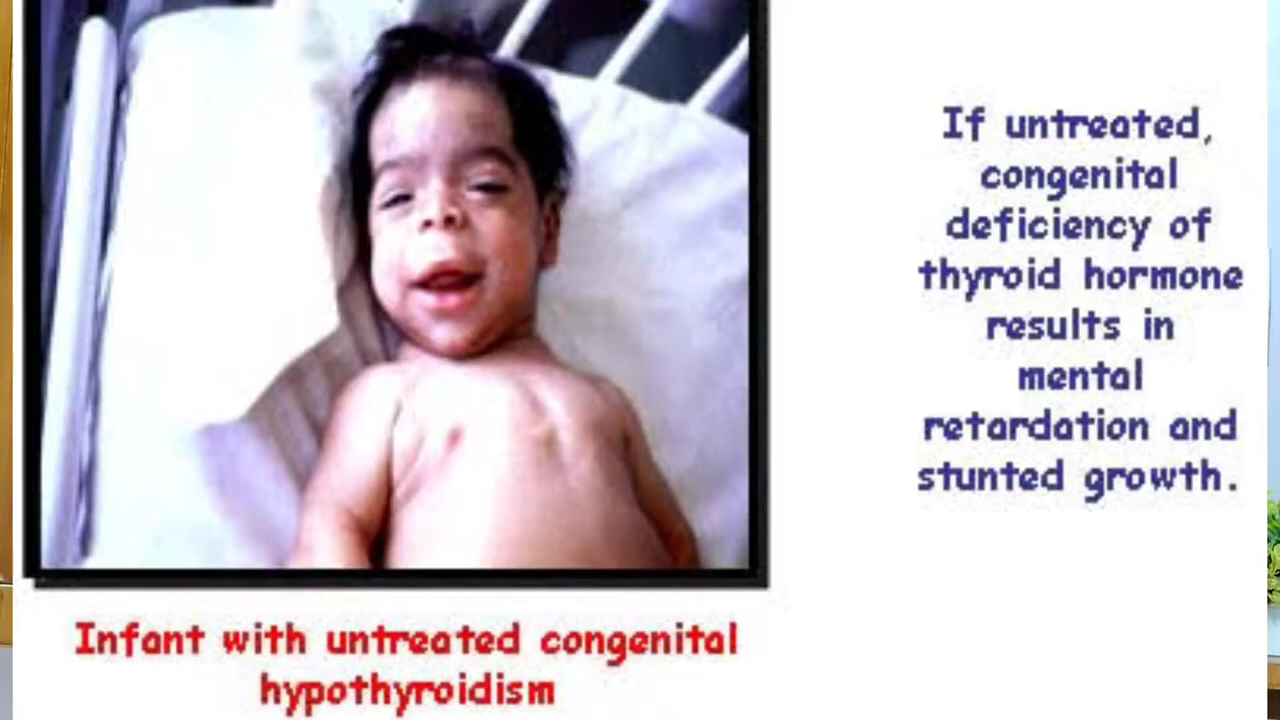 If untreated,
congenital
deficiency of
thyroid hormone
results in
mental
retardation and
stunted growth.
Infant with untreated congenital
hypothyroidism